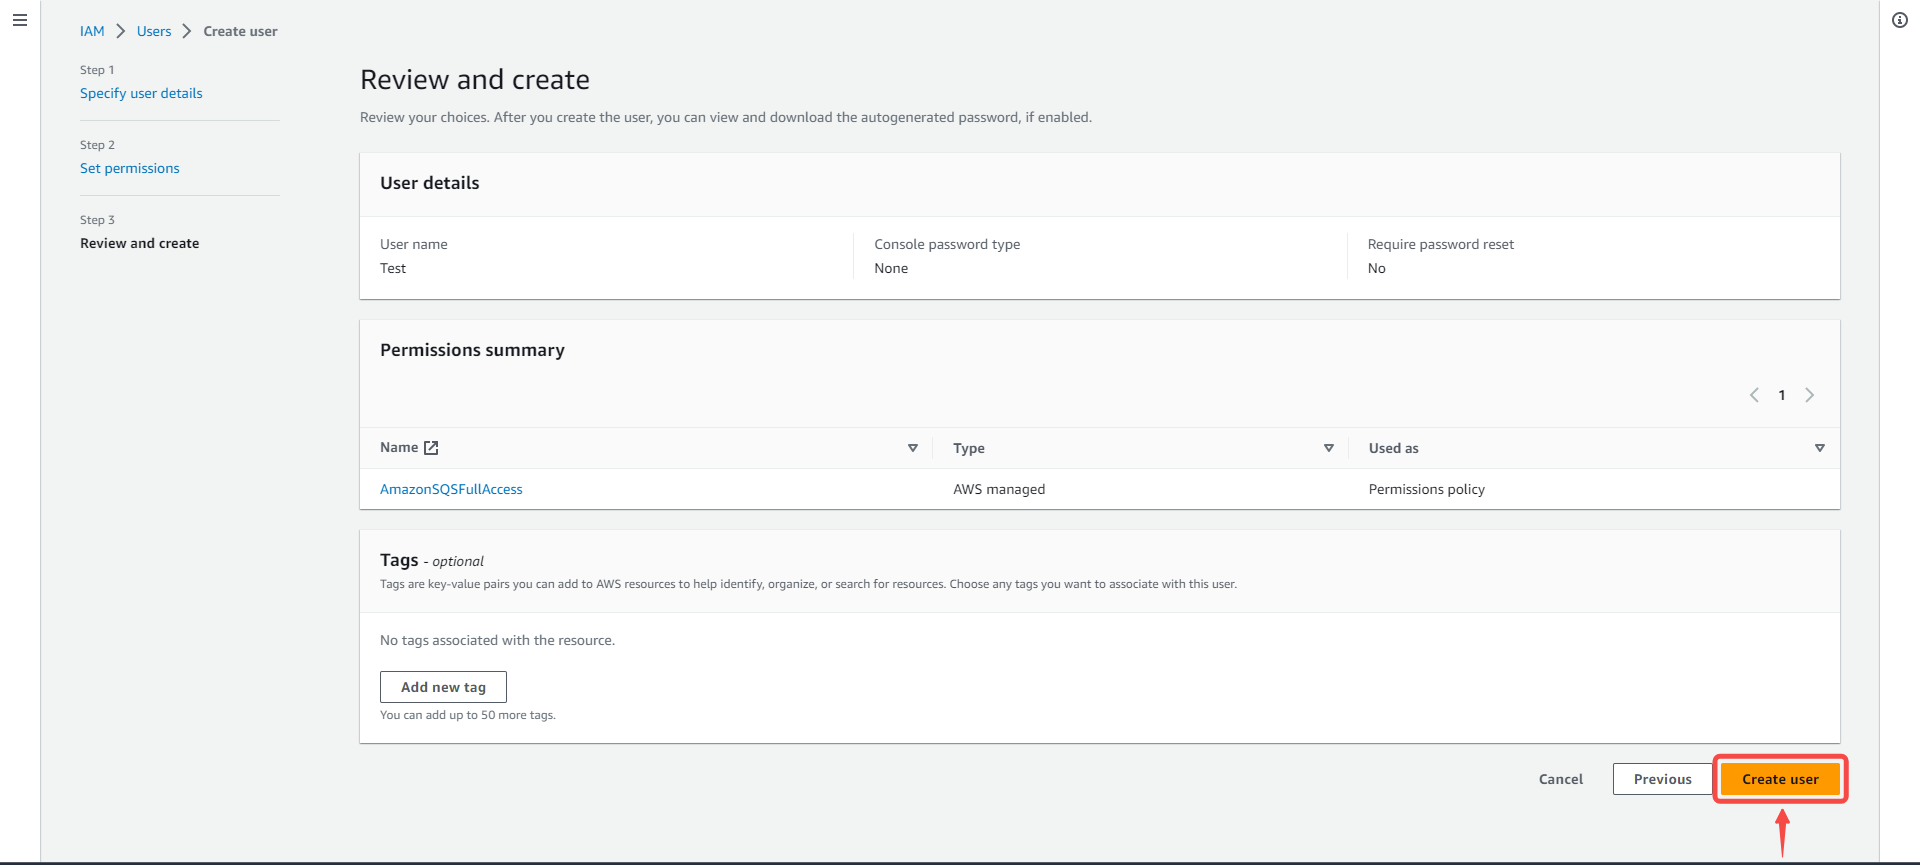 IAM Users Create user
Step 1
Specify user details
Step 2
Set permissions
Step 3
Review and create
Review and create
Review your choices. After you create the user, you can view and download the autogenerated password, if enabled.
User details
User name
Test
Console password type
None
Require password reset
No
Permissions summary
1
Name Type Used as
AmazonSQSFullAccess AWS managed Permissions policy
Tags - optional
Tags are key-value pairs you can add to AWS resources to help identify, organize, or search for resources. Choose any tags you want to associate with this user.
No tags associated with the resource.
Add new tag
You can add up to 50 more tags.
Cancel Previous Create user